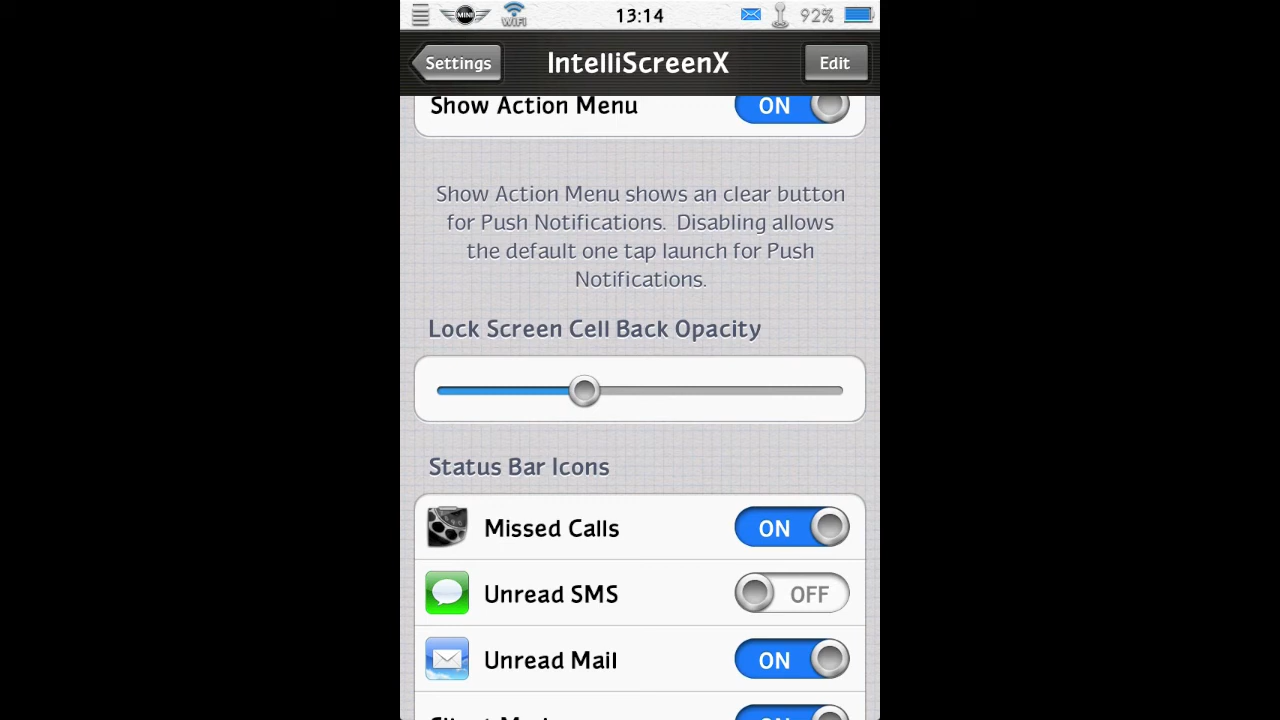 MINI
WiFi
13:14
92%
Settings
IntelliScreenX
Edit
Show Action Menu
ON
Show Action Menu shows an clear button
for Push Notifications. Disabling allows
the default one tap launch for Push
Notifications.
Lock Screen Cell Back Opacity
Status Bar Icons
Missed Calls
ON
Unread SMS
OFF
Unread Mail
ON